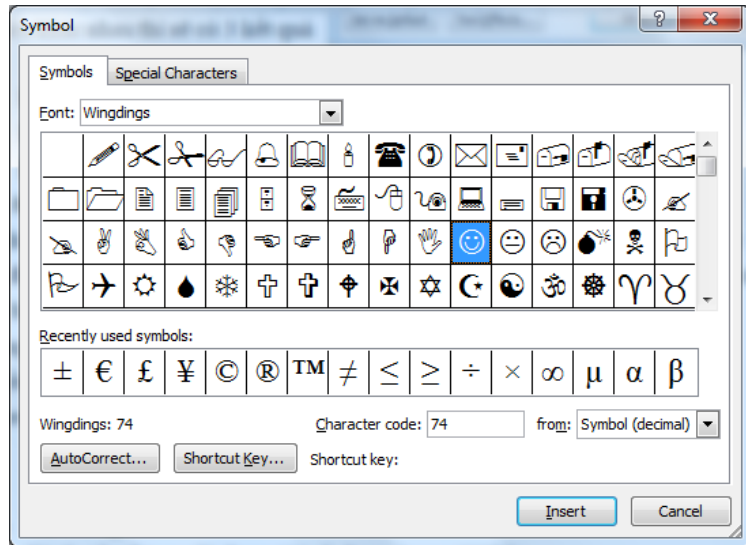 Symbol
Symbols Special Characters
Font: Wingdings
Recently used symbols:
± € £ ¥ © ® TM ≠ ≤ ≥ ÷ × ∞ µ α β
Wingdings: 74 Character code: 74 from: Symbol (decimal)
AutoCorrect... Shortcut Key... Shortcut key:
Insert Cancel